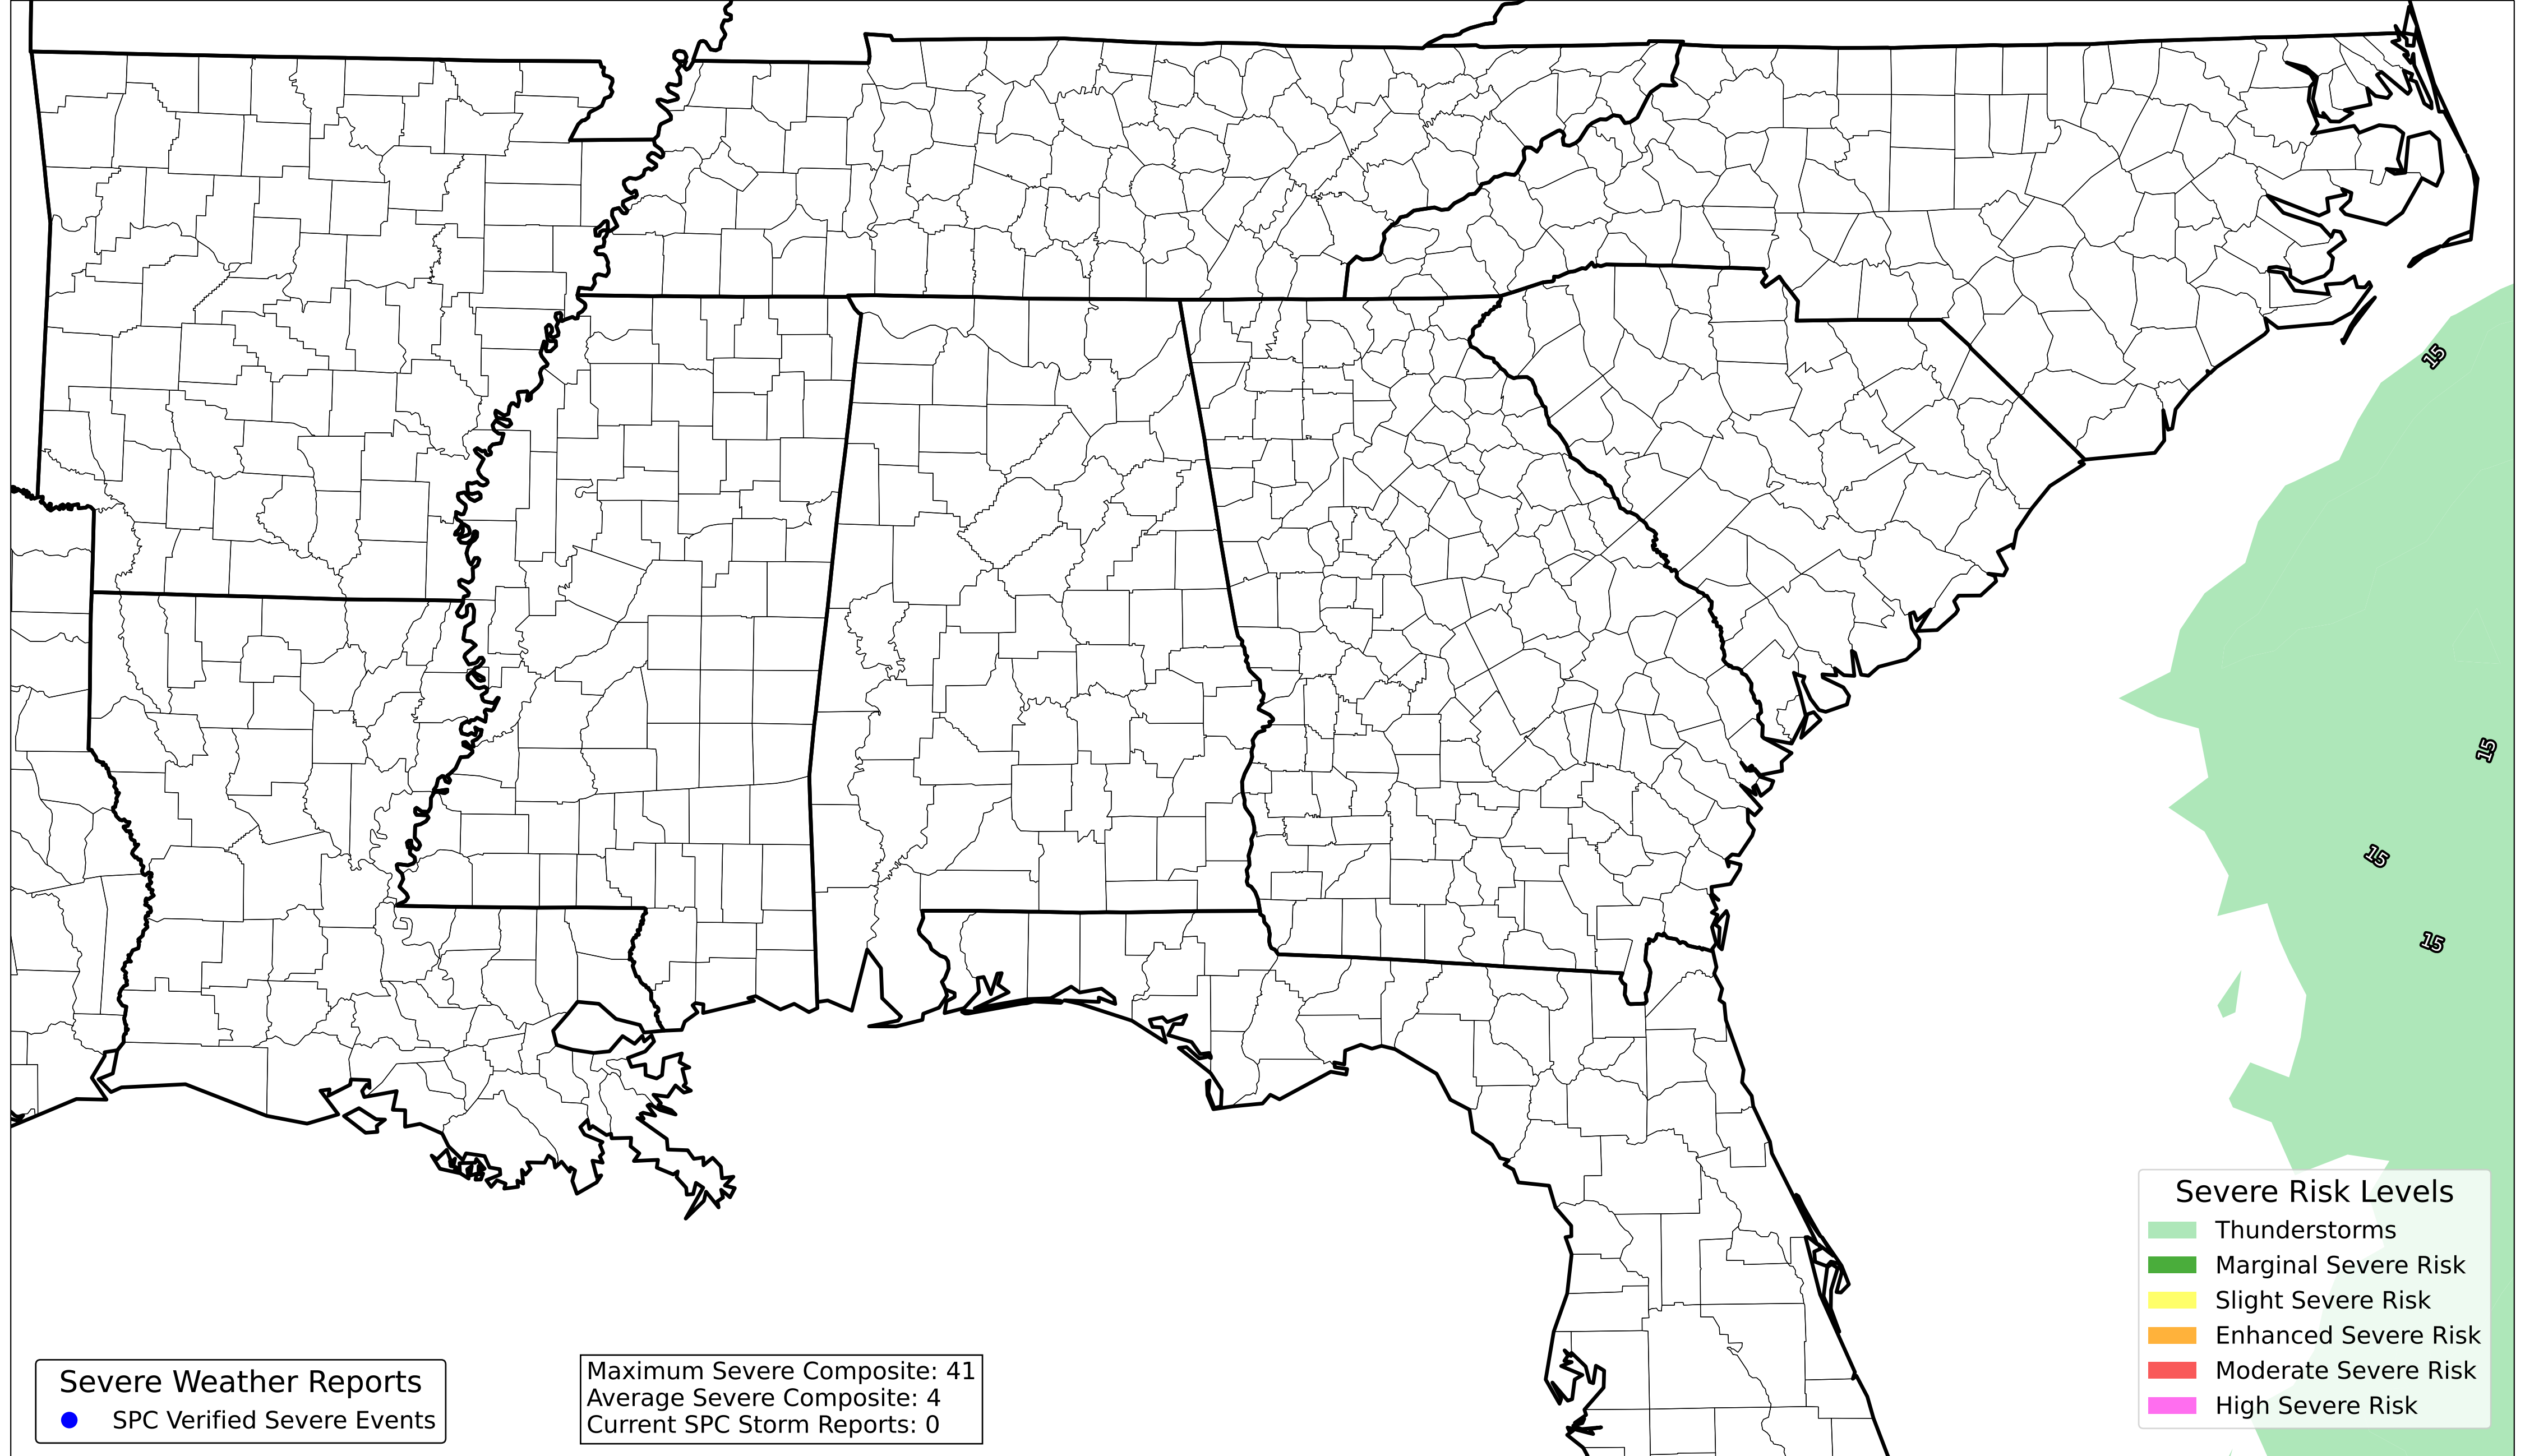 15
15
15
15
Severe Risk Levels
Thunderstorms
Marginal Severe Risk
Slight Severe Risk
Enhanced Severe Risk
Moderate Severe Risk
High Severe Risk
Severe Weather Reports
SPC Verified Severe Events
Maximum Severe Composite: 41
Average Severe Composite: 4
Current SPC Storm Reports: 0